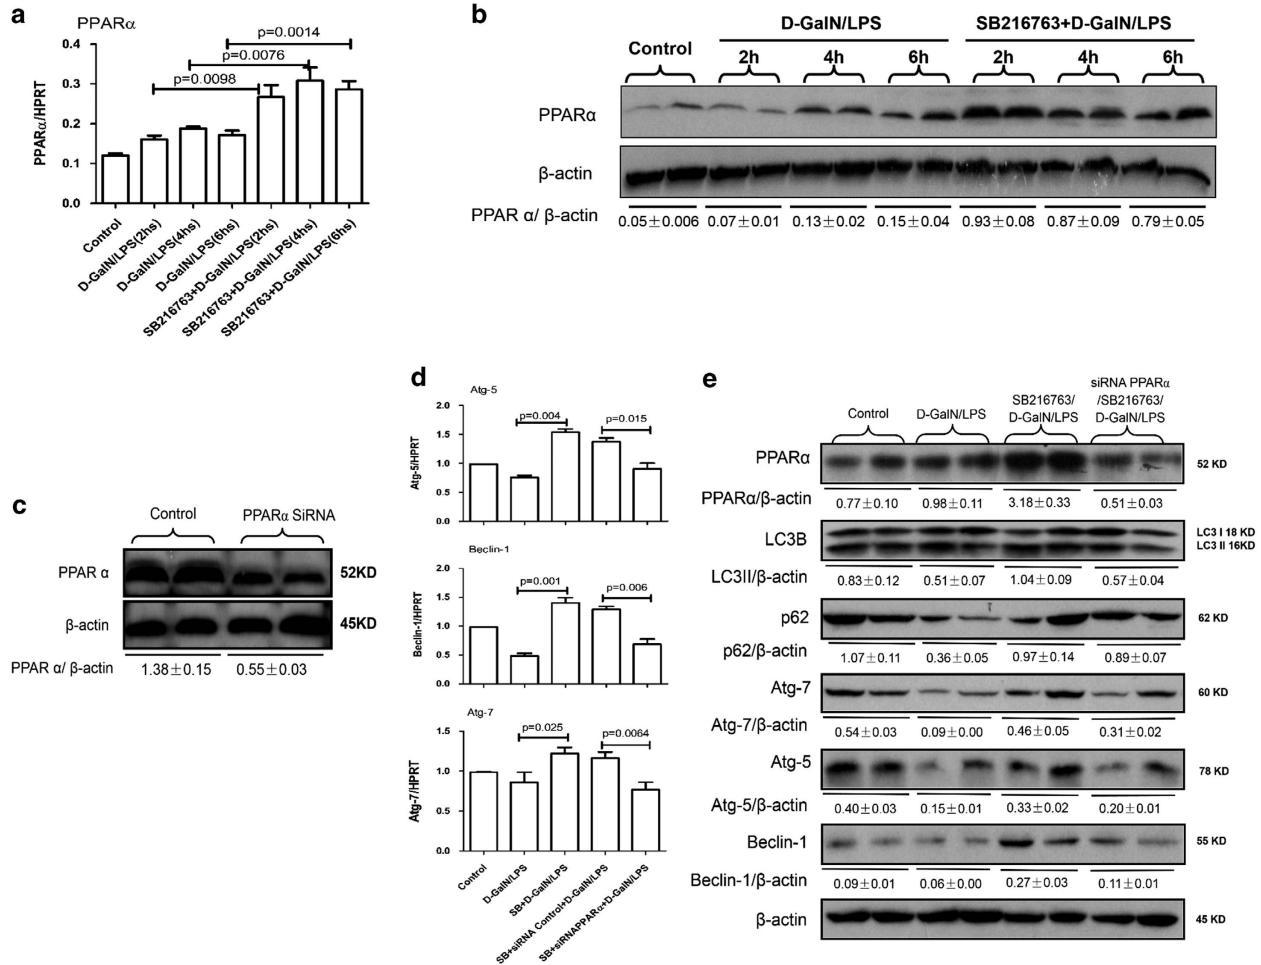 a
PPARα
p=0.0014
p=0.0076
p=0.0098
0.4
0.3
0.2
0.1
0.0
PPARα/HPRT
Control
D-GalN/LPS(2hs)
D-GalN/LPS(4hs)
D-GalN/LPS(6hs)
SB216763+D-GalN/LPS(2hs)
SB216763+D-GalN/LPS(4hs)
SB216763+D-GalN/LPS(6hs)
b
D-GalN/LPS SB216763+D-GalN/LPS
Control 2h 4h 6h 2h 4h 6h
PPARα
β-actin
PPAR α/ β-actin 0.05±0.006 0.07±0.01 0.13±0.02 0.15±0.04 0.93±0.08 0.87±0.09 0.79±0.05
c
Control PPARα SiRNA
PPAR α 52KD
β-actin 45KD
PPAR α/ β-actin 1.38±0.15 0.55±0.03
d
Atg-5
p=0.004 p=0.015
2.0
1.5
1.0
0.5
0.0
Atg-5/HPRT
Beclin-1
p=0.001 p=0.006
2.0
1.5
1.0
0.5
0.0
Beclin-1/HPRT
Atg-7
p=0.025 p=0.0064
1.5
1.0
0.5
0.0
Atg-7/HPRT
Control
D-GalN/LPS
SB+D-GalN/LPS
SB+siRNA Control+D-GalN/LPS
SB+siRNAPPARα+D-GalN/LPS
e
Control
D-GalN/LPS
SB216763/
D-GalN/LPS
siRNA PPARα
/SB216763/
D-GalN/LPS
PPARα 52 KD
PPARα/β-actin 0.77±0.10 0.98±0.11 3.18±0.33 0.51±0.03
LC3B LC3 I 18 KD
LC3 II 16KD
LC3II/β-actin 0.83±0.12 0.51±0.07 1.04±0.09 0.57±0.04
p62 62 KD
p62/β-actin 1.07±0.11 0.36±0.05 0.97±0.14 0.89±0.07
Atg-7 60 KD
Atg-7/β-actin 0.54±0.03 0.09±0.00 0.46±0.05 0.31±0.02
Atg-5 78 KD
Atg-5/β-actin 0.40±0.03 0.15±0.01 0.33±0.02 0.20±0.01
Beclin-1 55 KD
Beclin-1/β-actin 0.09±0.01 0.06±0.00 0.27±0.03 0.11±0.01
β-actin 45 KD